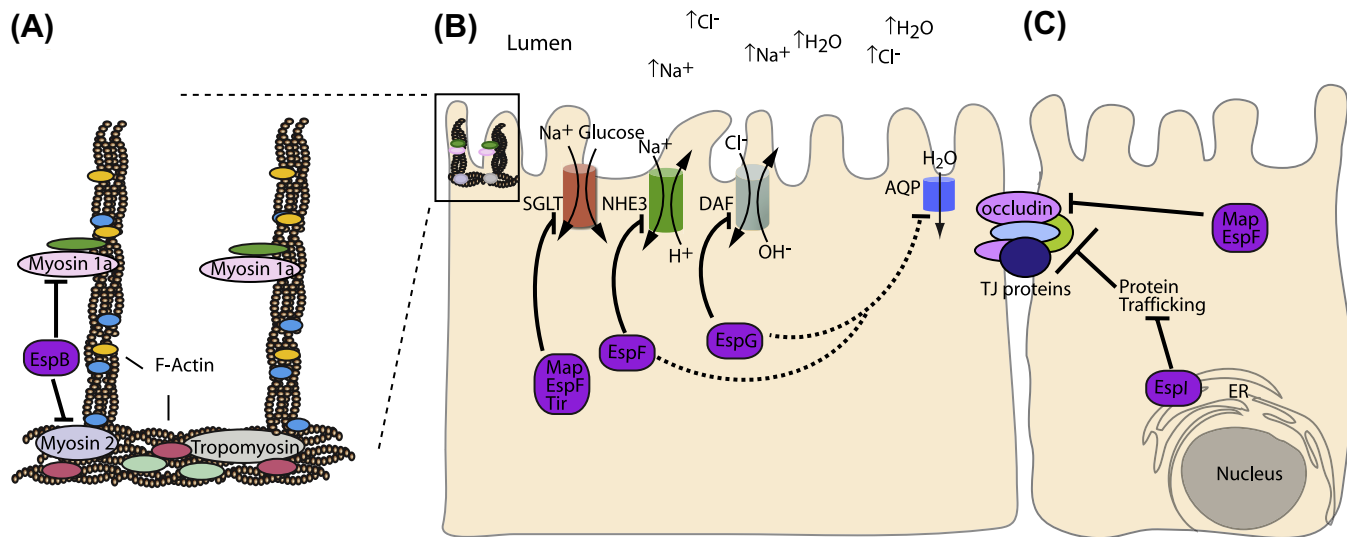 (A)
Myosin 1a
Myosin 1a
EspB
F-Actin
Myosin 2
Tropomyosin
(B)
Lumen
↑Cl-
↑Na+
↑Na+
↑H2O
↑H2O
↑Cl-
Na+ Glucose
Na+
Cl-
H2O
SGLT
NHE3
DAF
AQP
H+
OH-
Map
EspF
Tir
EspF
EspG
(C)
occludin
TJ proteins
Map
EspF
Protein
Trafficking
EspI
ER
Nucleus